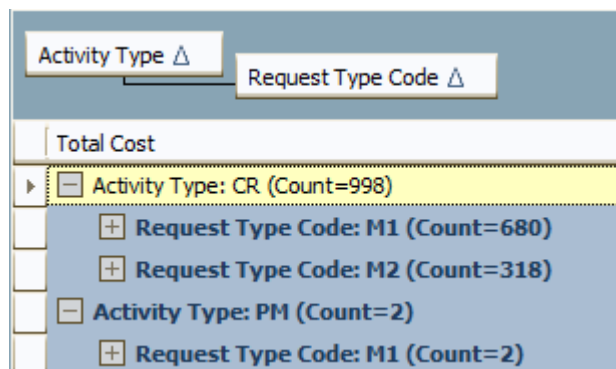 Activity Type △
Request Type Code △
Total Cost
Activity Type: CR (Count=998)
Request Type Code: M1 (Count=680)
Request Type Code: M2 (Count=318)
Activity Type: PM (Count=2)
Request Type Code: M1 (Count=2)